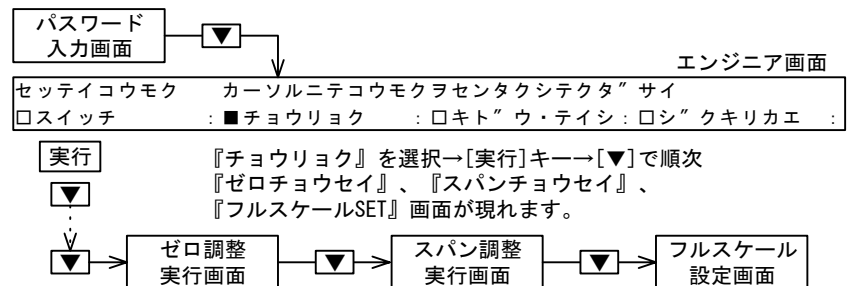 パスワード
入力画面
▼
エンジニア画面
セッテイコウモク カーソルニテコウモクヲセンタクシテクタ゛サイ
□スイッチ :■チョウリョク :□キト゛ウ・テイシ:□シ゛クキリカエ :
実行
『チョウリョク』を選択→[実行]キー→[▼]で順次
▼
『ゼロチョウセイ』、『スパンチョウセイ』、
『フルスケールSET』画面が現れます。
▼ ゼロ調整 ▼ スパン調整 ▼ フルスケール
実行画面 実行画面 設定画面